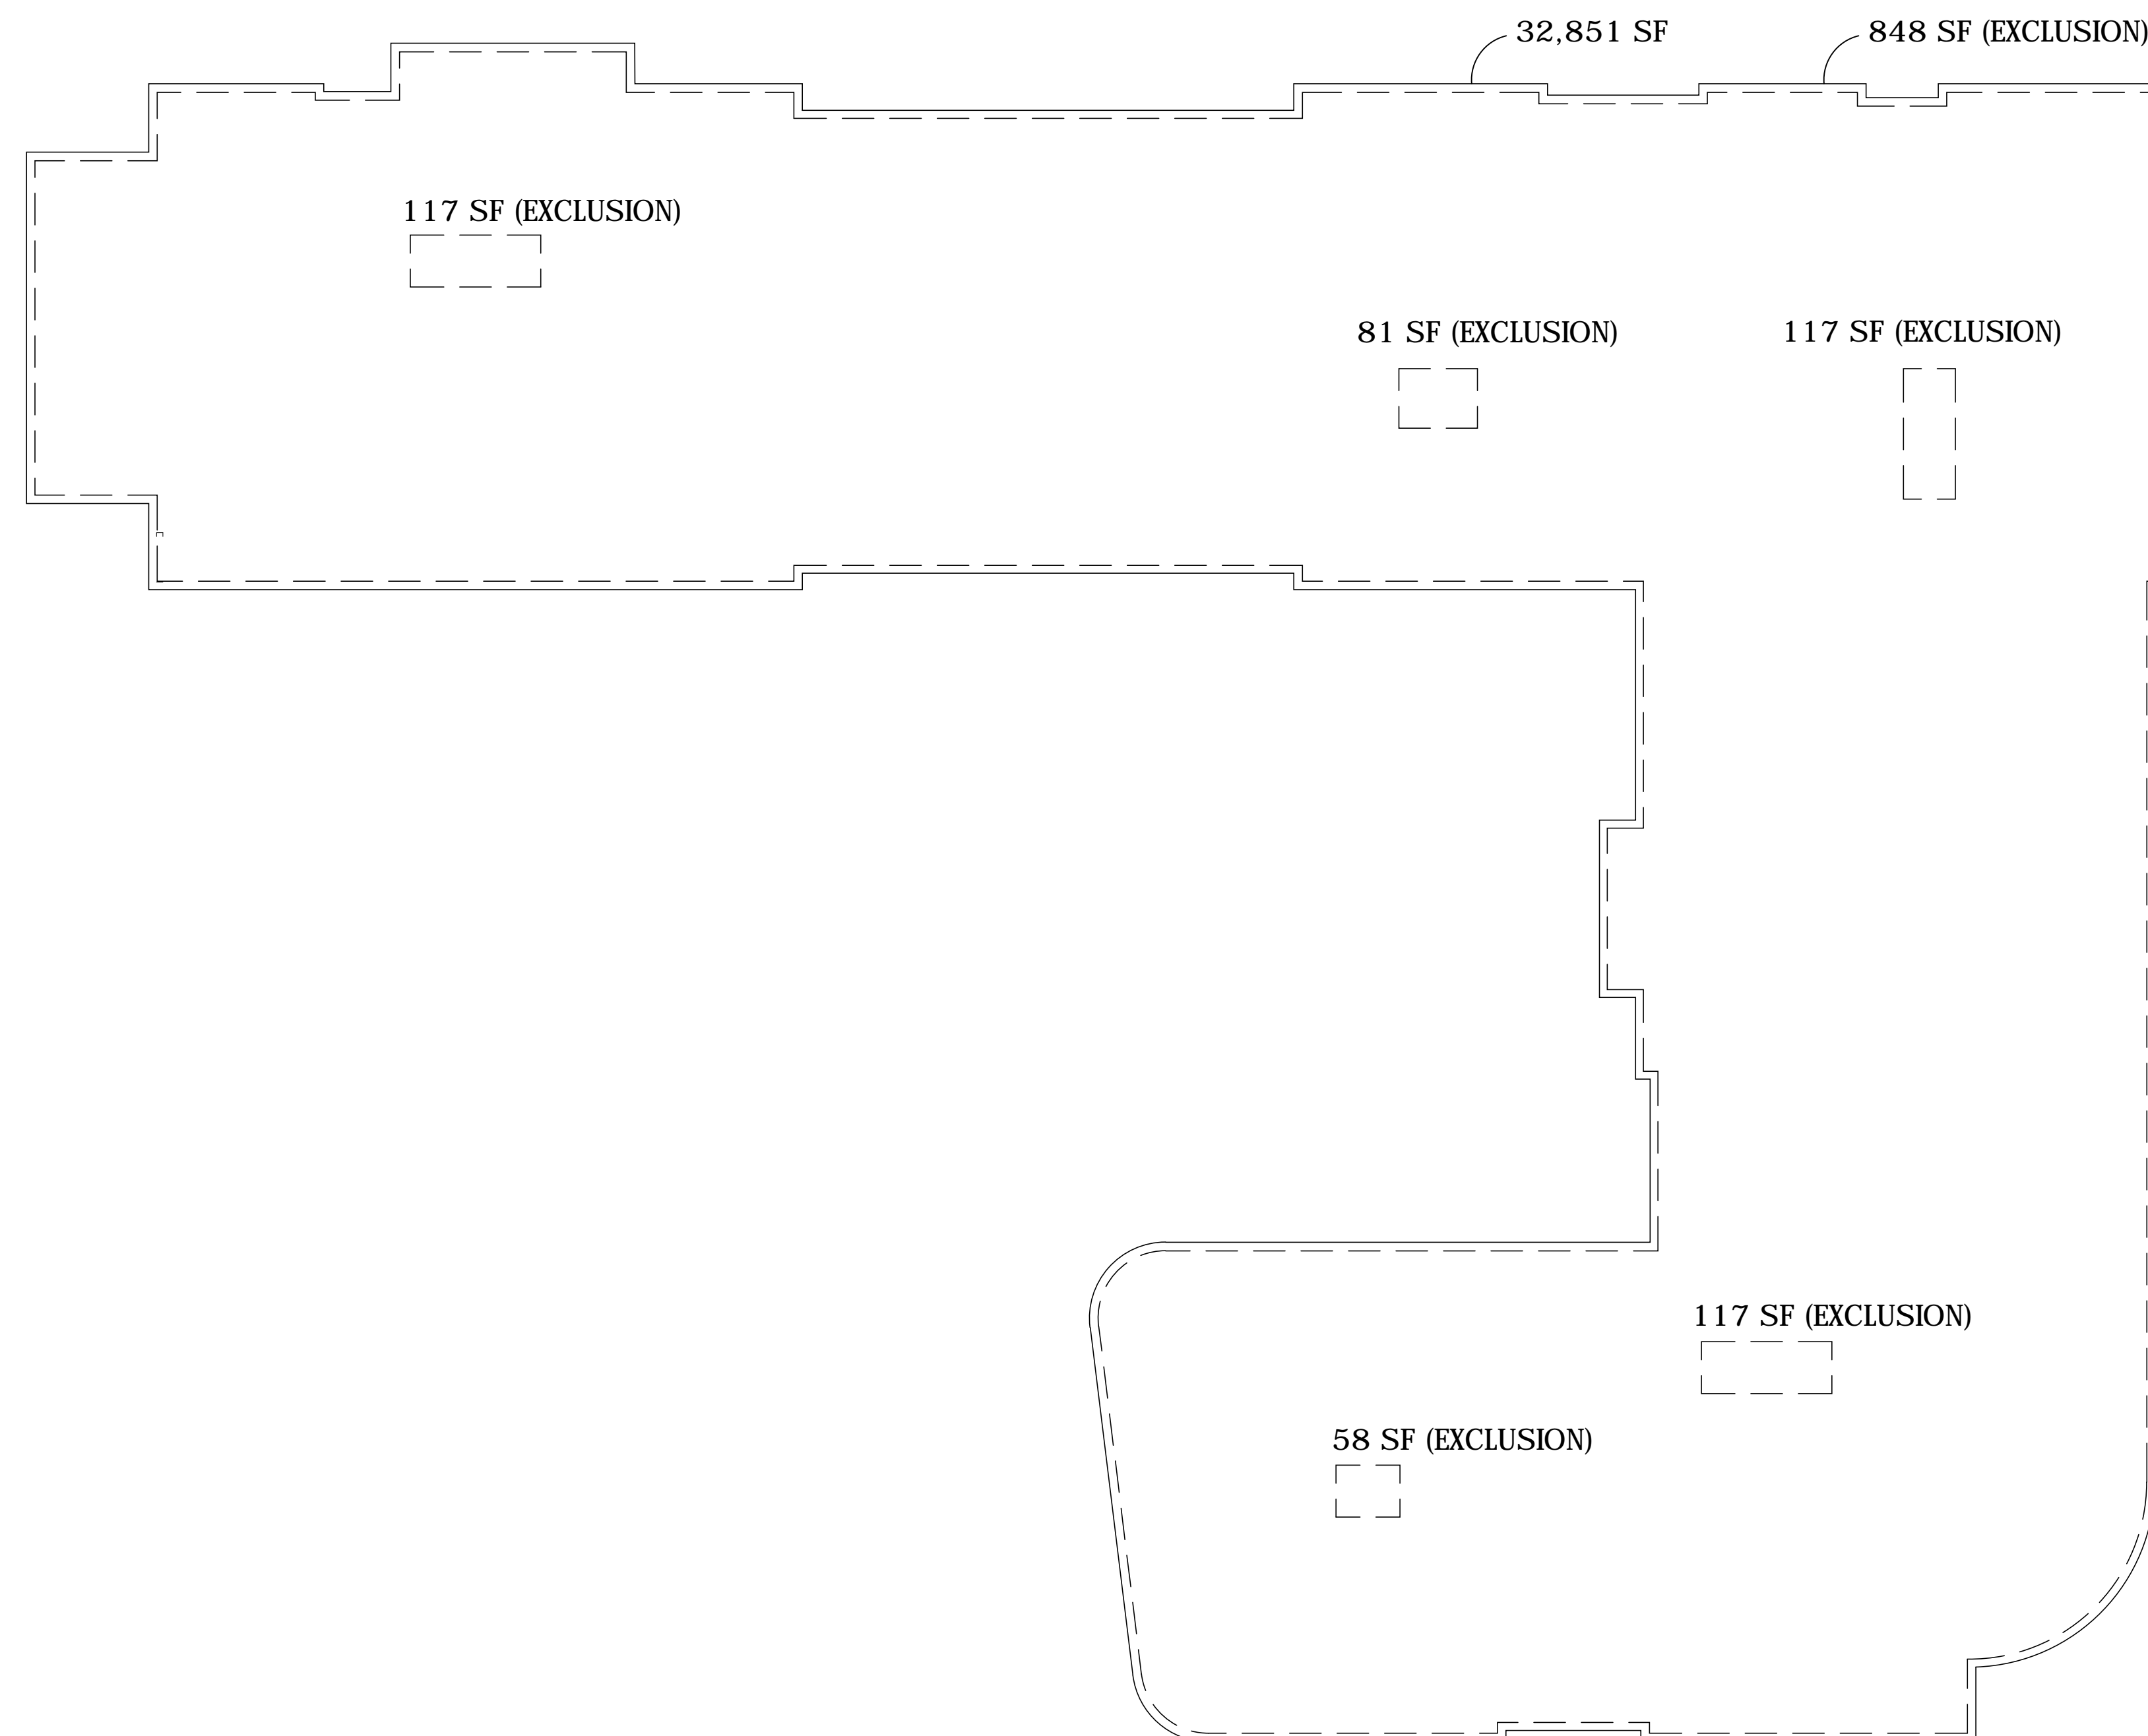 32,851 SF
848 SF (EXCLUSION)
117 SF (EXCLUSION)
81 SF (EXCLUSION)
117 SF (EXCLUSION)
117 SF (EXCLUSION)
58 SF (EXCLUSION)